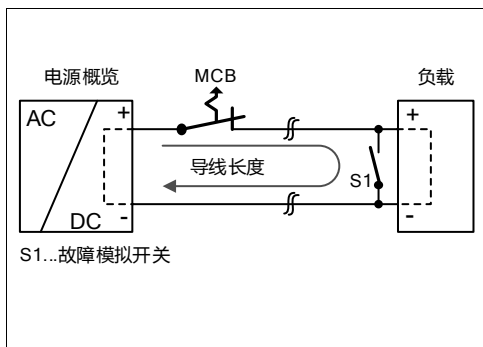 电源概览
MCB
负载
AC
+
+
导线长度
S1
DC
-
-
S1...故障模拟开关